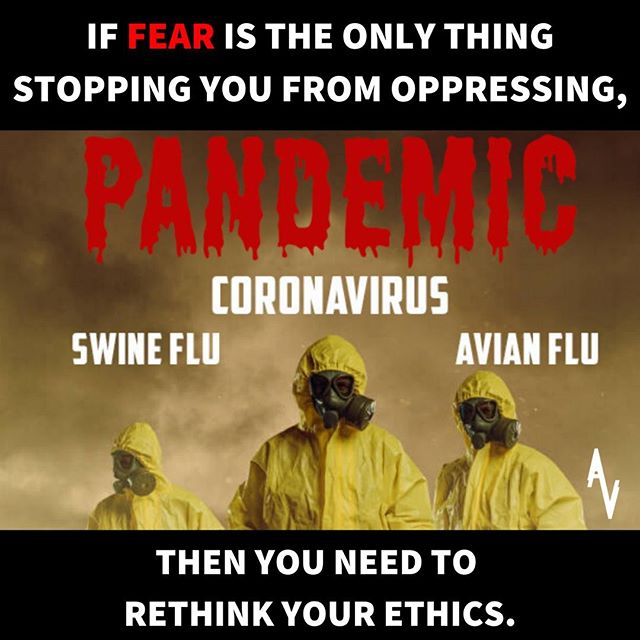 IF FEAR IS THE ONLY THING
STOPPING YOU FROM OPPRESSING,
PANDEMIC
CORONAVIRUS
SWINE FLU
AVIAN FLU
AV
THEN YOU NEED TO
RETHINK YOUR ETHICS.